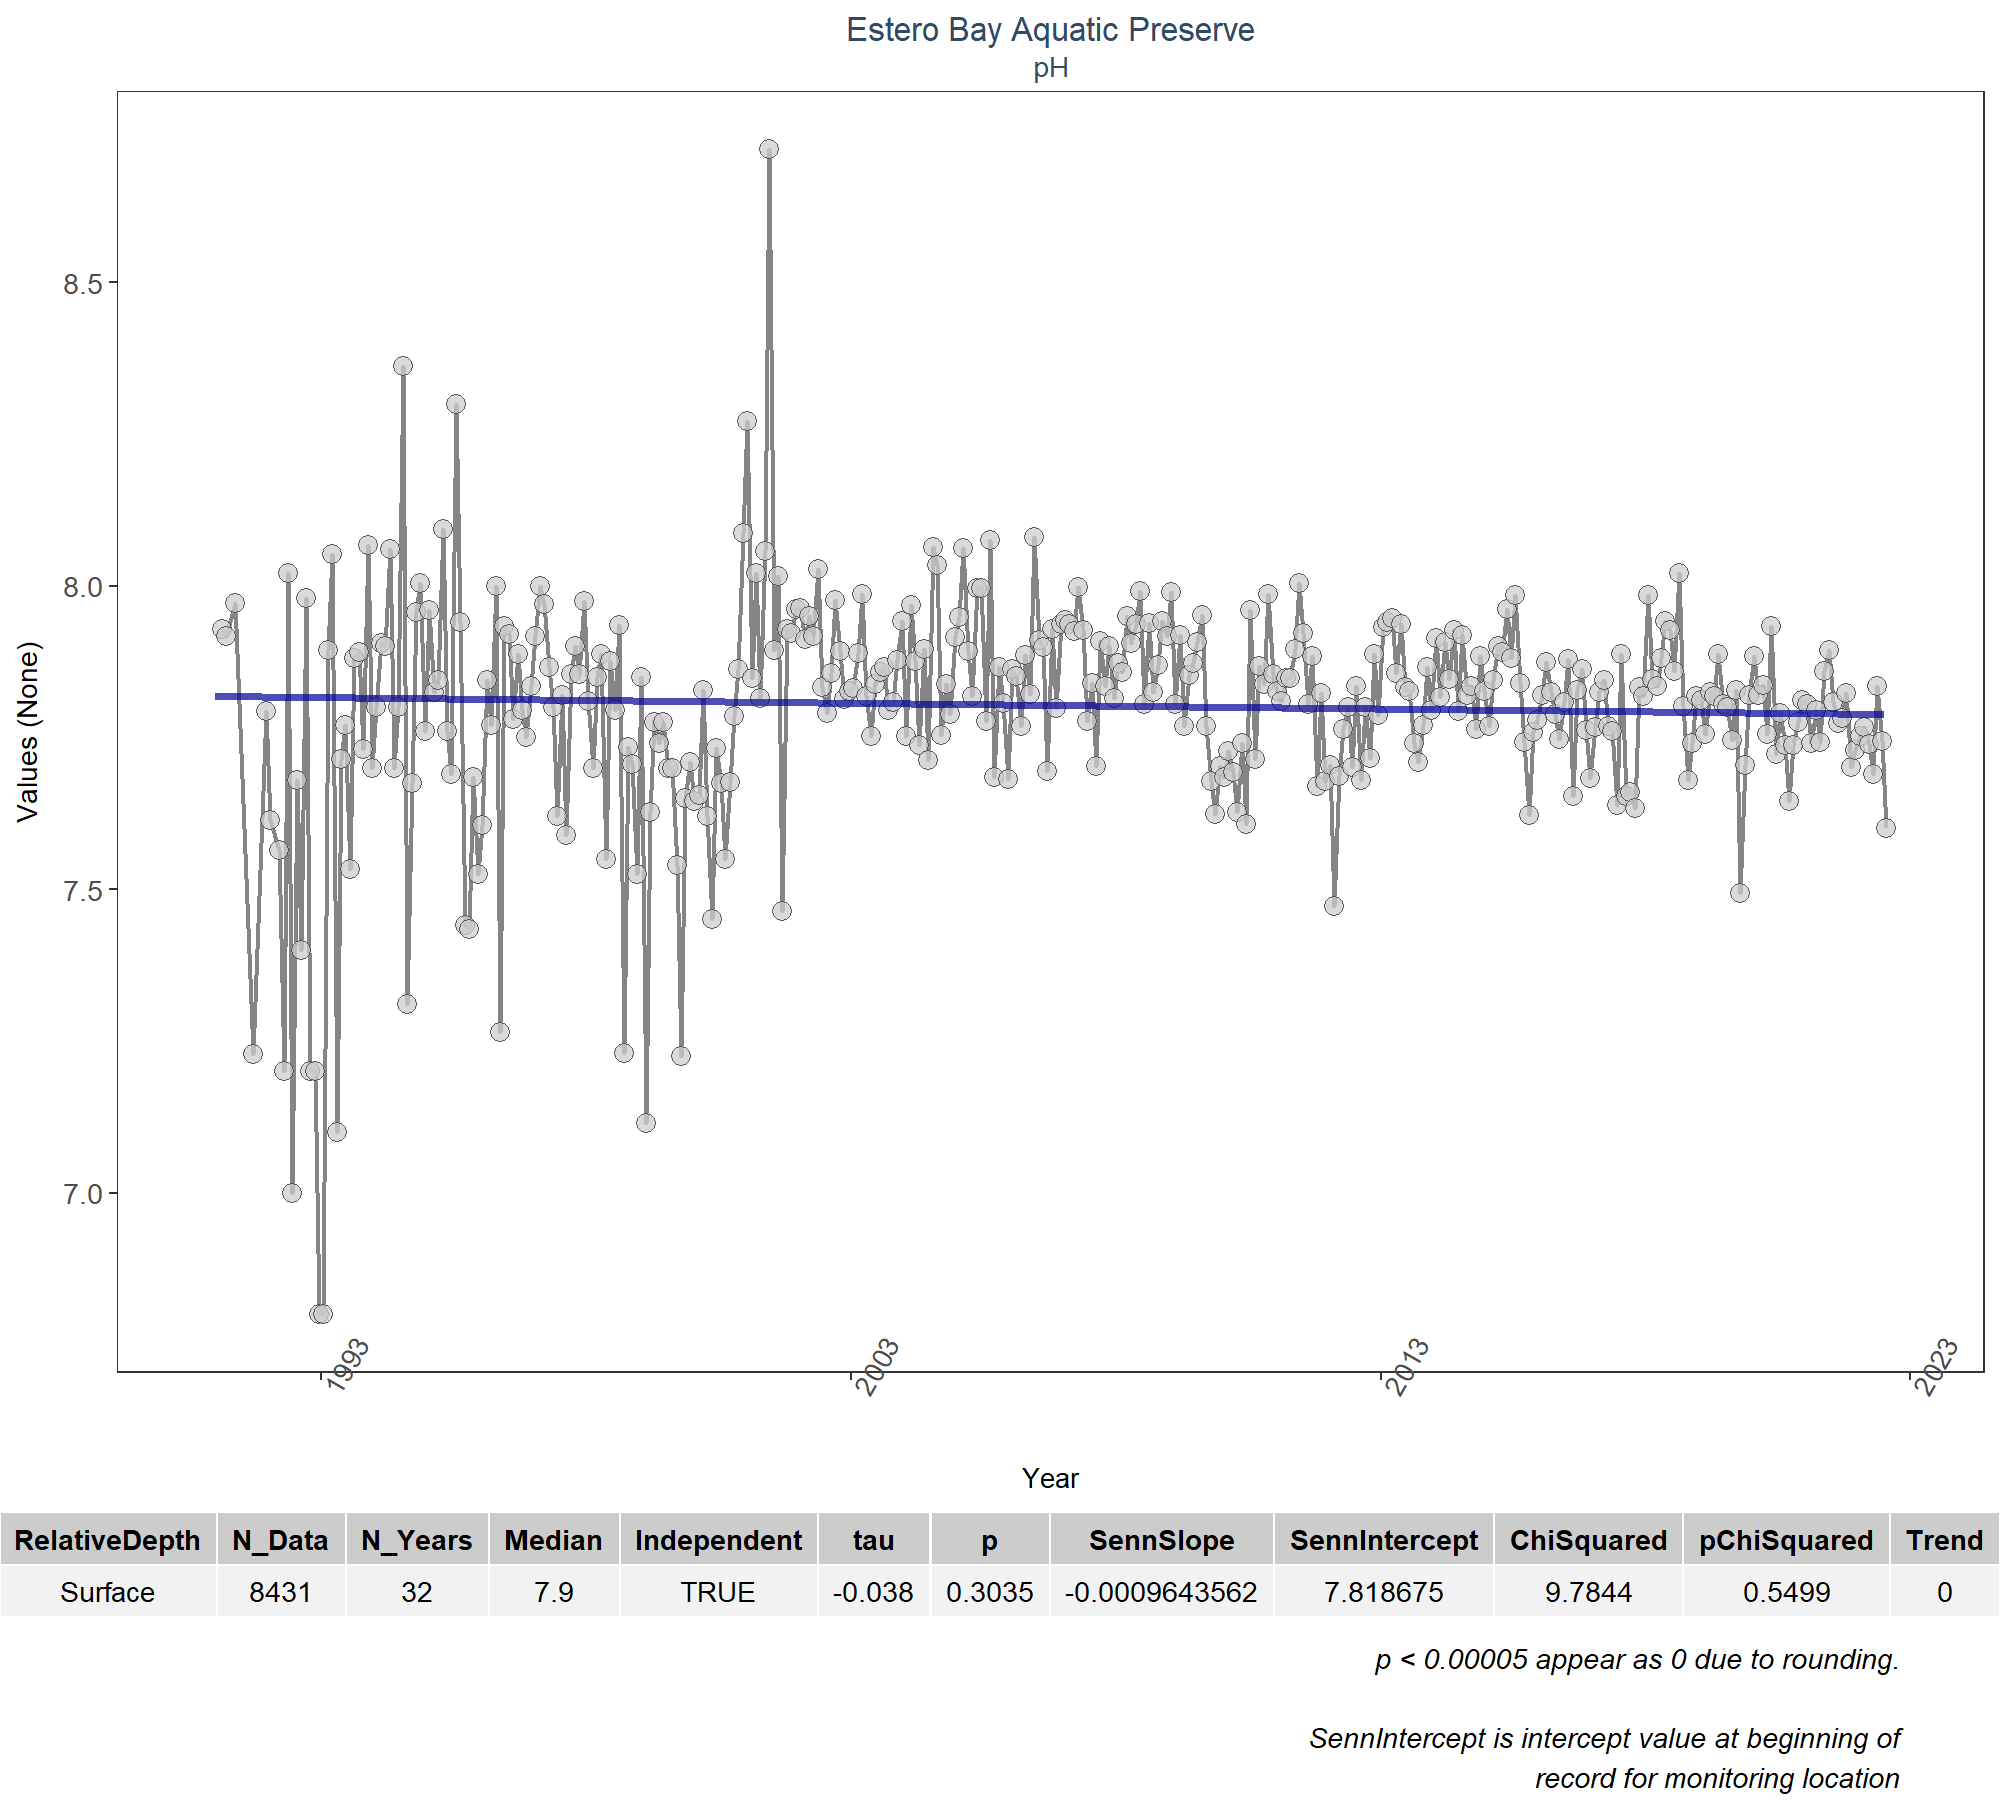 Estero Bay Aquatic Preserve
pH
Values (None)
8.5
8.0
7.5
7.0
1993 2003 2013 2023
Year
RelativeDepth N_Data N_Years Median Independent tau p SennSlope SennIntercept ChiSquared pChiSquared Trend
Surface 8431 32 7.9 TRUE -0.038 0.3035 -0.0009643562 7.818675 9.7844 0.5499 0
p < 0.00005 appear as 0 due to rounding.
SennIntercept is intercept value at beginning of
record for monitoring location